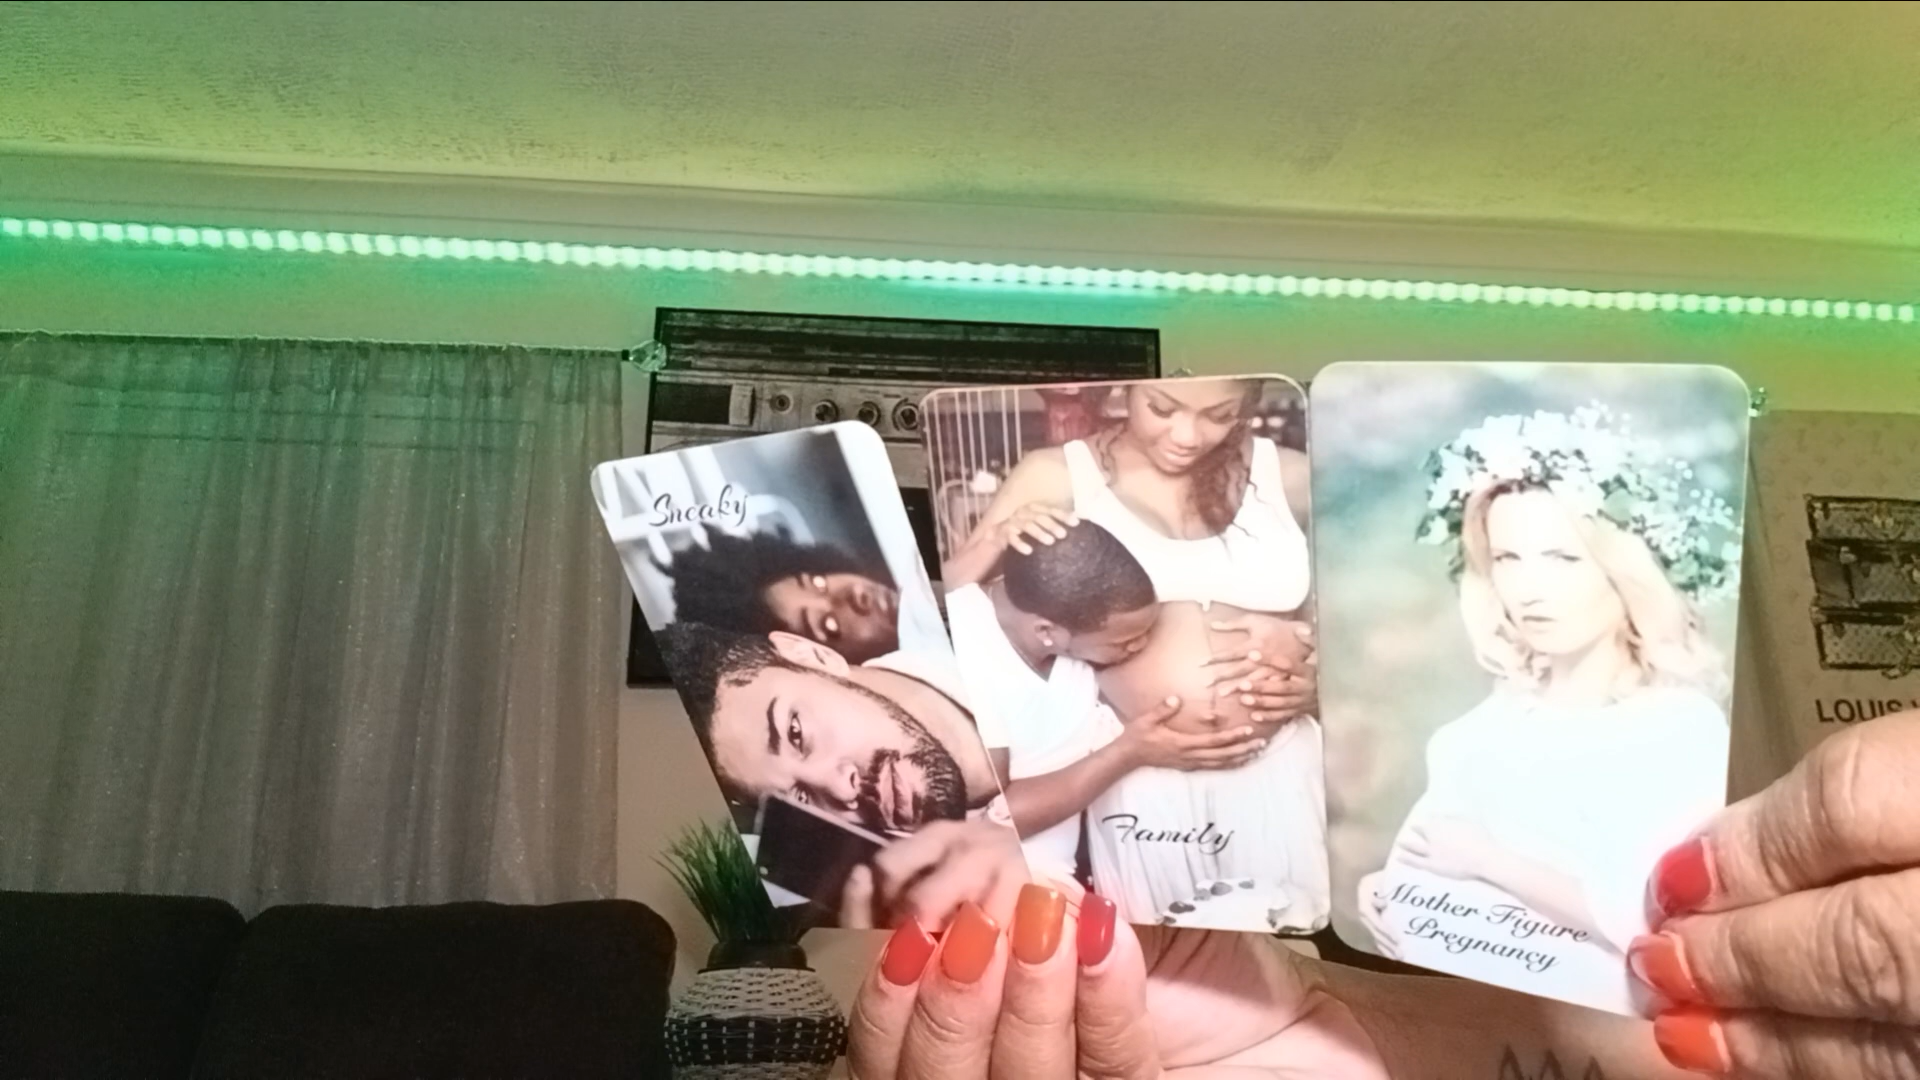 Sneaky
Family
Mother Figure
Pregnancy
LOUIS